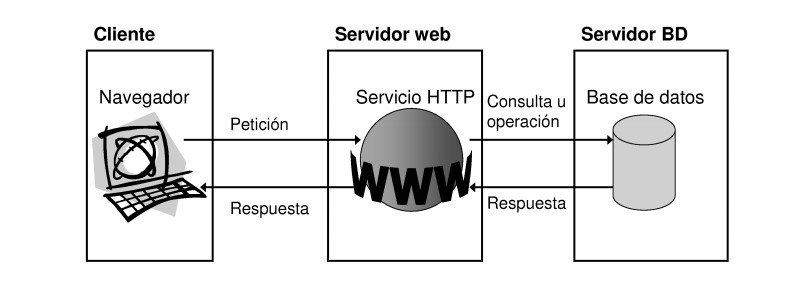 Cliente
Servidor web
Servidor BD
Navegador
Servicio HTTP
Base de datos
Petición
Consulta u
operación
WWW
Respuesta
Respuesta